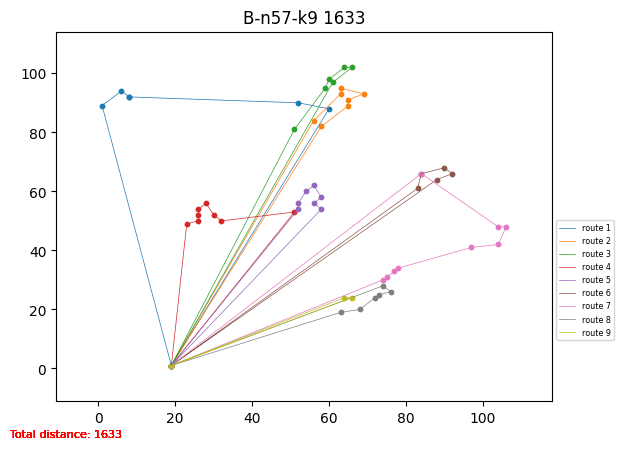 B-n57-k9 1633
100
80
60
40
20
0
0 20 40 60 80 100
route 1
route 2
route 3
route 4
route 5
route 6
route 7
route 8
route 9
Total distance: 1633